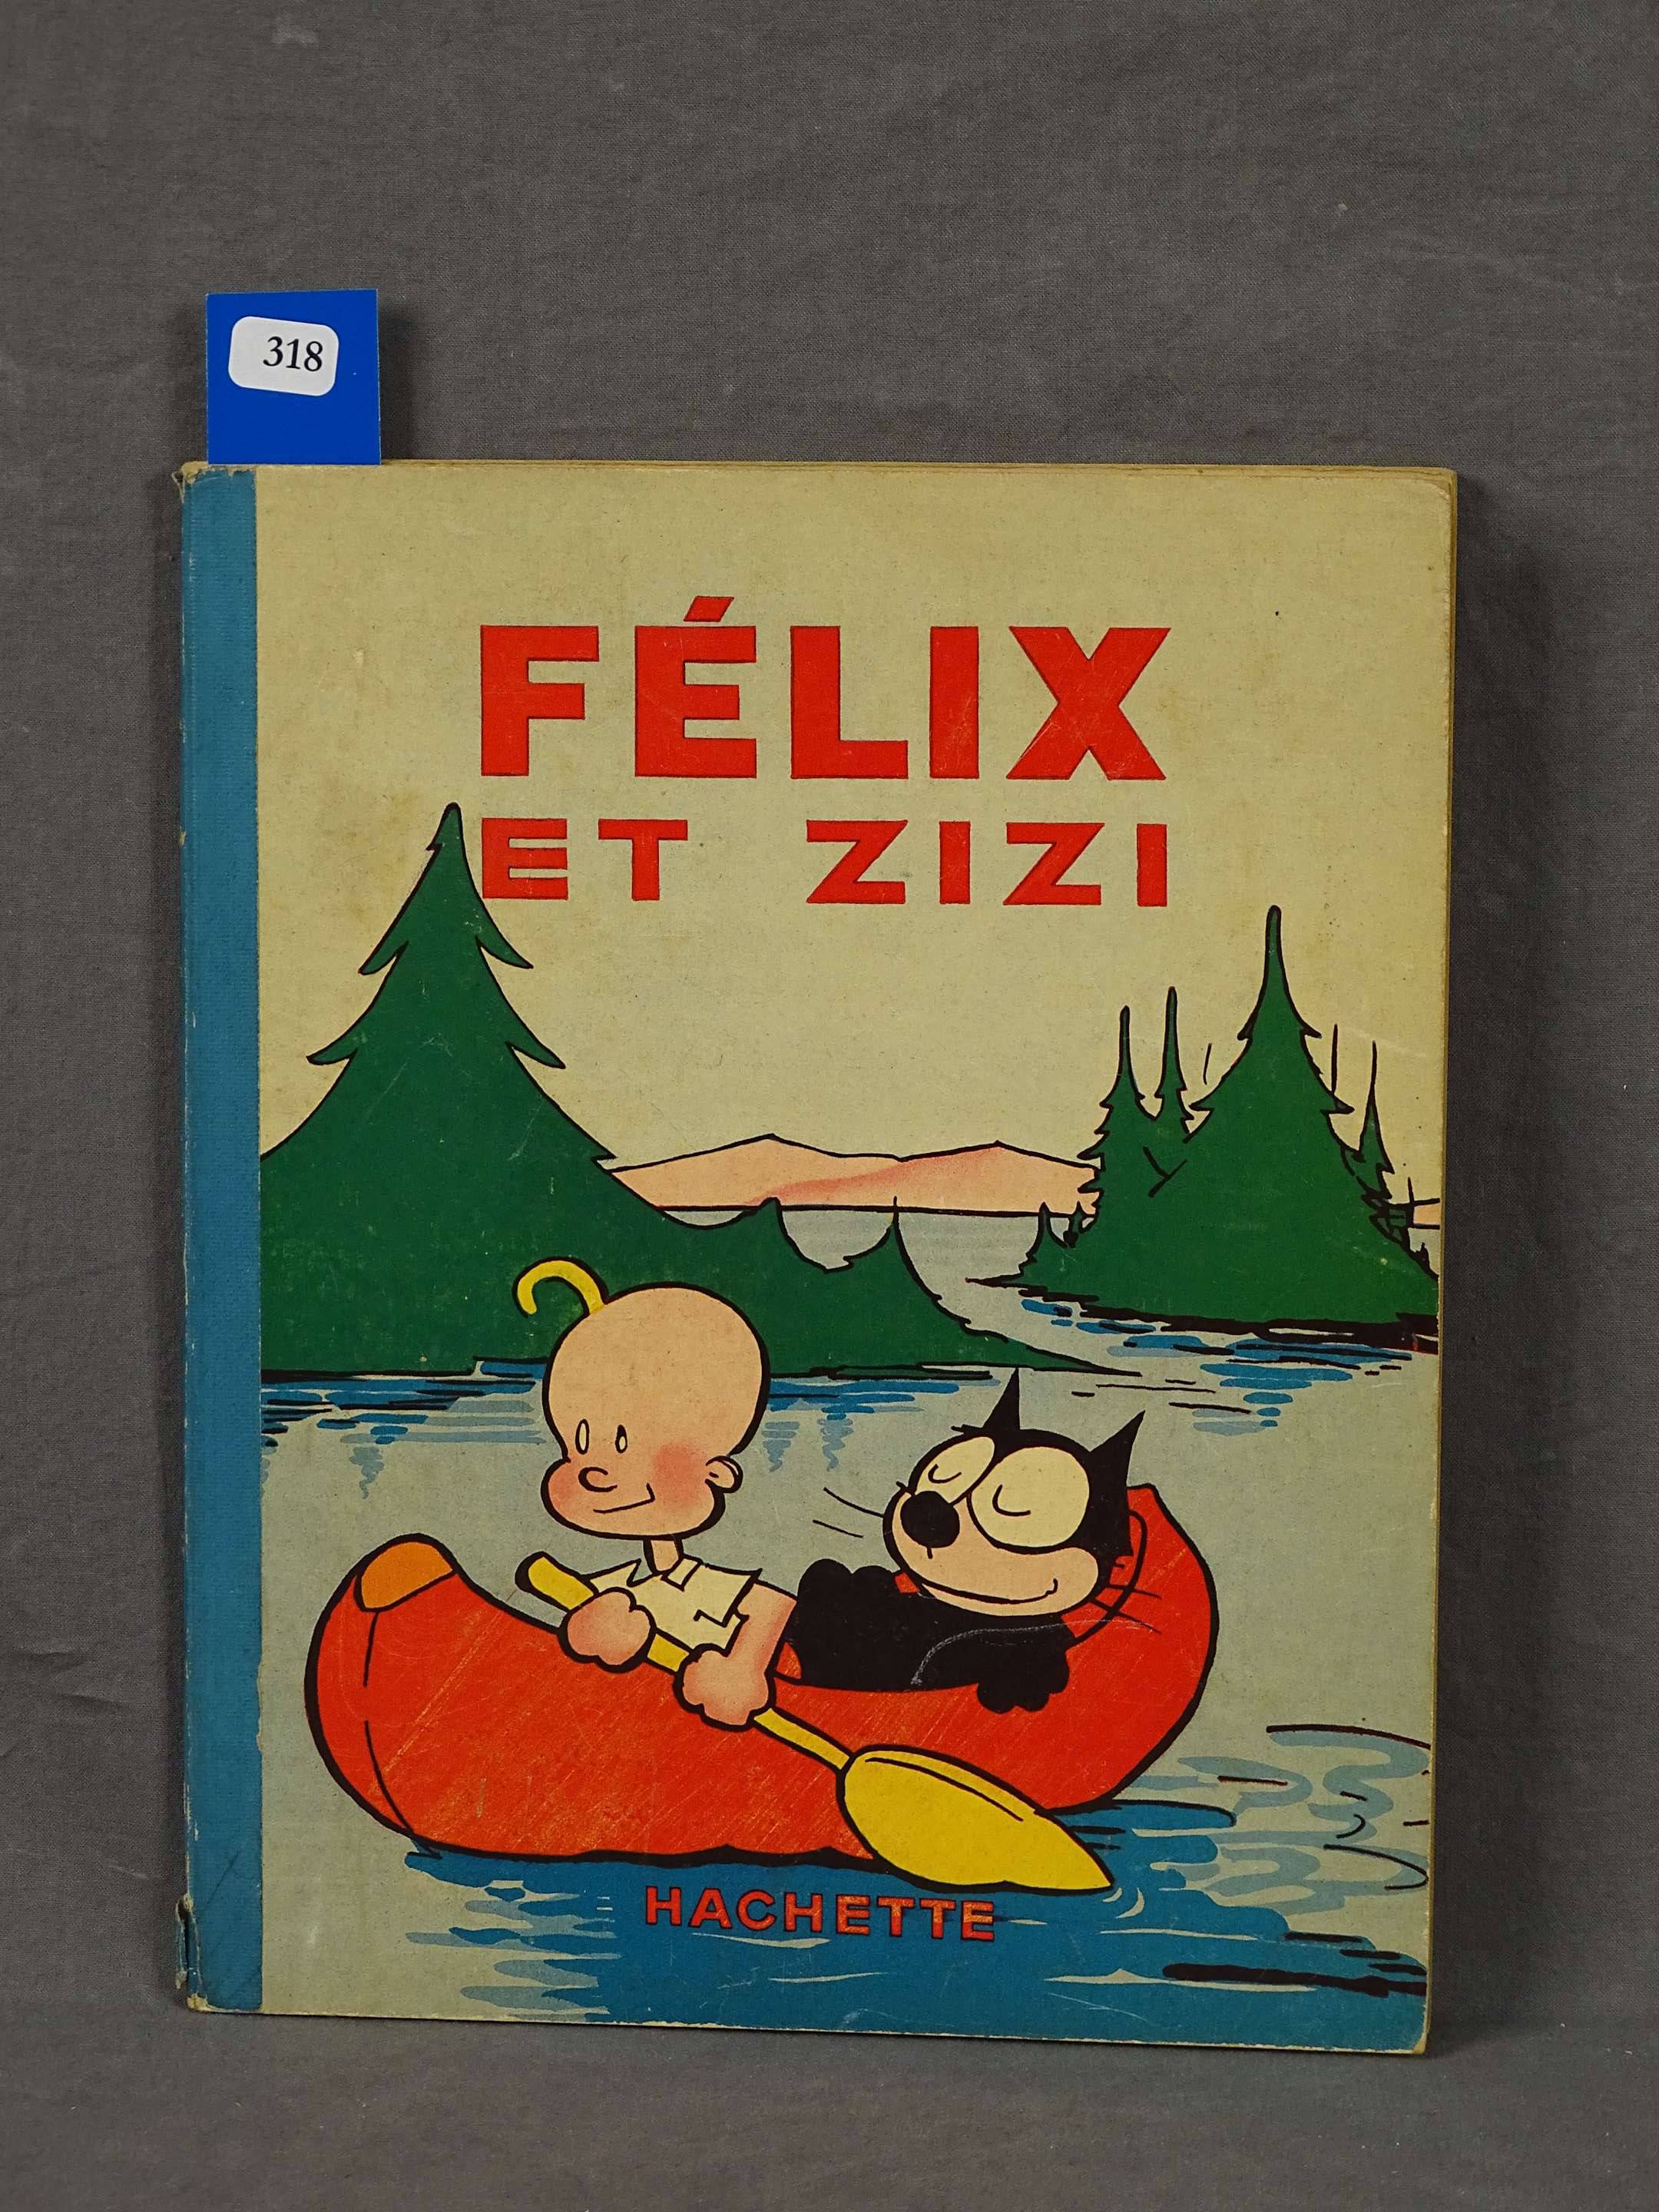 318
FÉLIX
ET ZIZI
HACHETTE